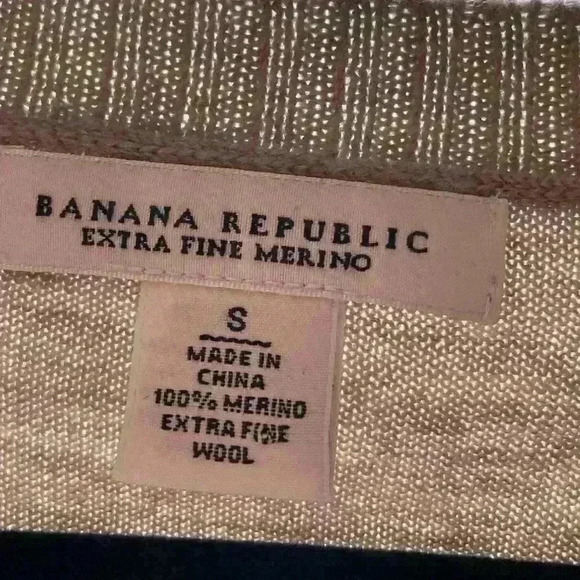 BANANA REPUBLIC
EXTRA FINE MERINO
S
MADE IN
CHINA
100% MERINO
EXTRA FINE
WOOL